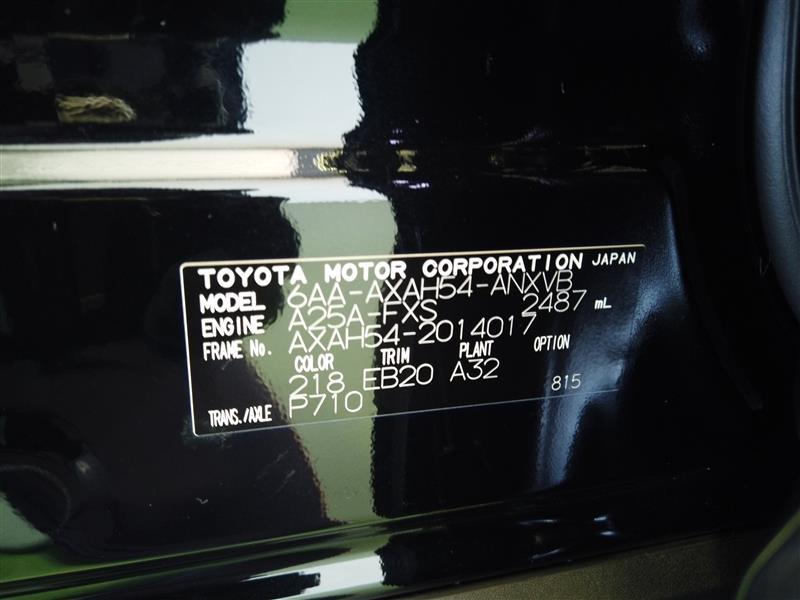 TOYOTA MOTOR CORPORATION JAPAN
MODEL 6AA-AXAH54-ANXVB
ENGINE A25A-FXS 2487 mL
FRAME No. AXAH54-2014017
COLOR TRIM PLANT OPTION
218 EB20 A32
TRANS./AXLE P710 815